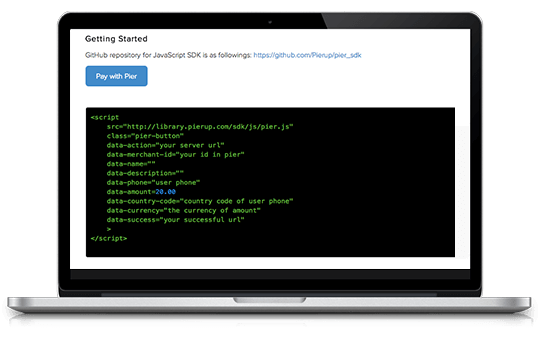 Getting Started
GitHub repository for JavaScript SDK is as followings: https://github.com/Pierup/pier_sdk
Pay with Pier
<script
src="http://library.pierup.com/sdk/js/pier.js"
class="pier-button"
data-action="your server url"
data-merchant-id="your id in pier"
data-name=""
data-description=""
data-phone="user phone"
data-amount=20.00
data-country-code="country code of user phone"
data-currency="the currency of amount"
data-success="your successful url"
>
</script>